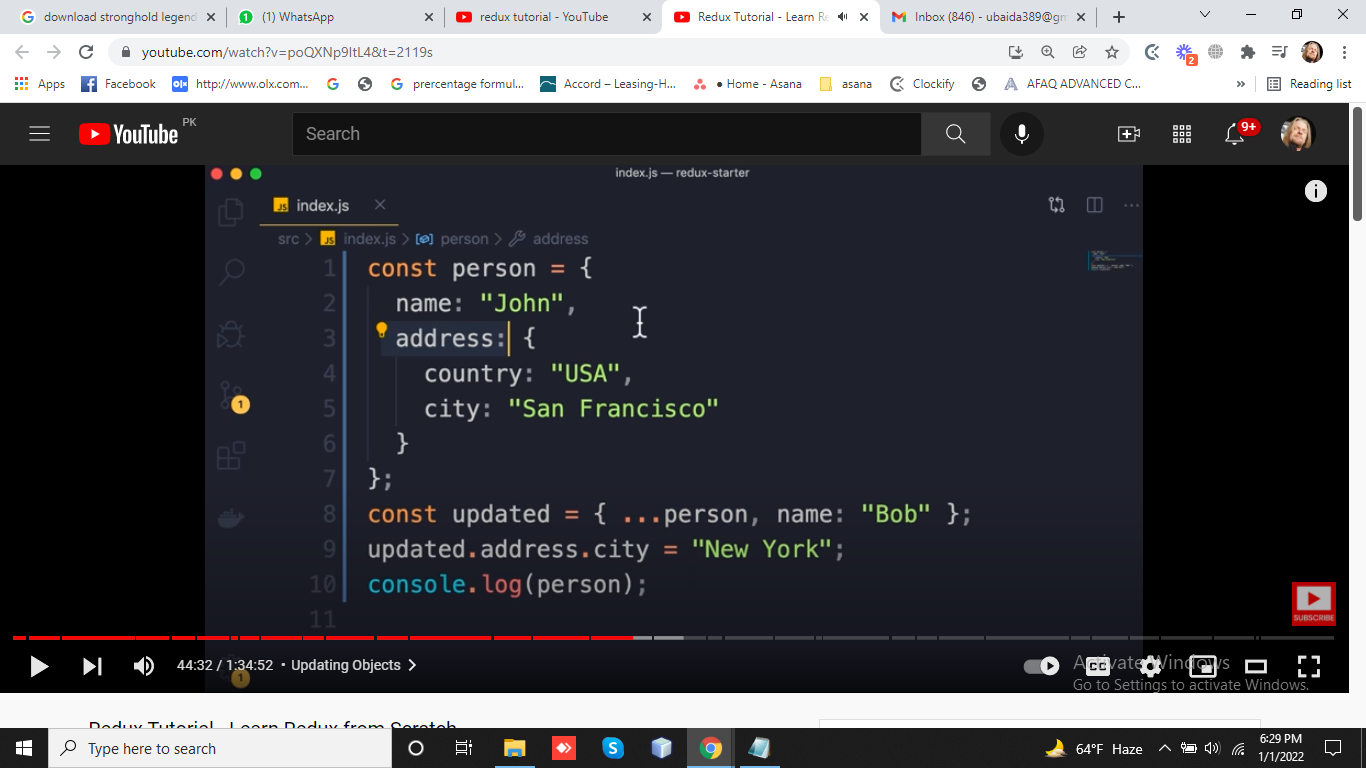 download stronghold legend
(1) WhatsApp
redux tutorial - YouTube
Redux Tutorial - Learn Re
Inbox (846) - ubaida389@gm
youtube.com/watch?v=poQXNp9ItL4&t=2119s
2
Apps
Facebook
http://www.olx.com...
prercentage formul...
Accord – Leasing-H...
• Home - Asana
asana
Clockify
AFAQ ADVANCED C...
»
Reading list
YouTube PK
Search
9+
index.js — redux-starter
index.js
src > index.js > person > address
1 const person = {
2 name: "John",
3 address: {
4 country: "USA",
5 city: "San Francisco"
6 }
7 };
8 const updated = { ...person, name: "Bob" };
9 updated.address.city = "New York";
10 console.log(person);
11
1
SUBSCRIBE
44:32 / 1:34:52 • Updating Objects >
CC
1
Activate Windows
Go to Settings to activate Windows.
Redux Tutorial - Learn Redux from Scratch
Type here to search
64°F Haze
6:29 PM
1/1/2022